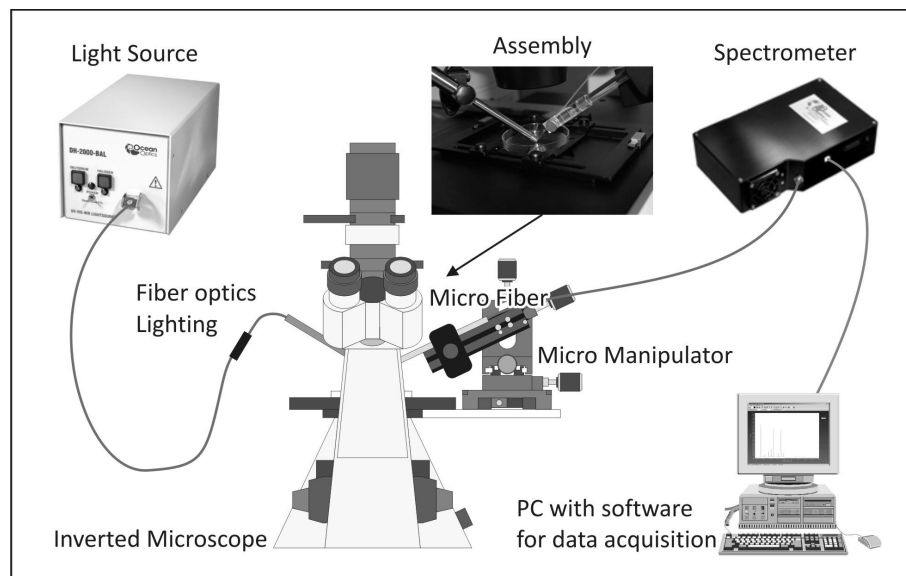 Light Source
Assembly
Spectrometer
DH-2000-BAL
Ocean
Optics
Fiber optics
Lighting
Micro Fiber
Micro Manipulator
Inverted Microscope
PC with software
for data acquisition